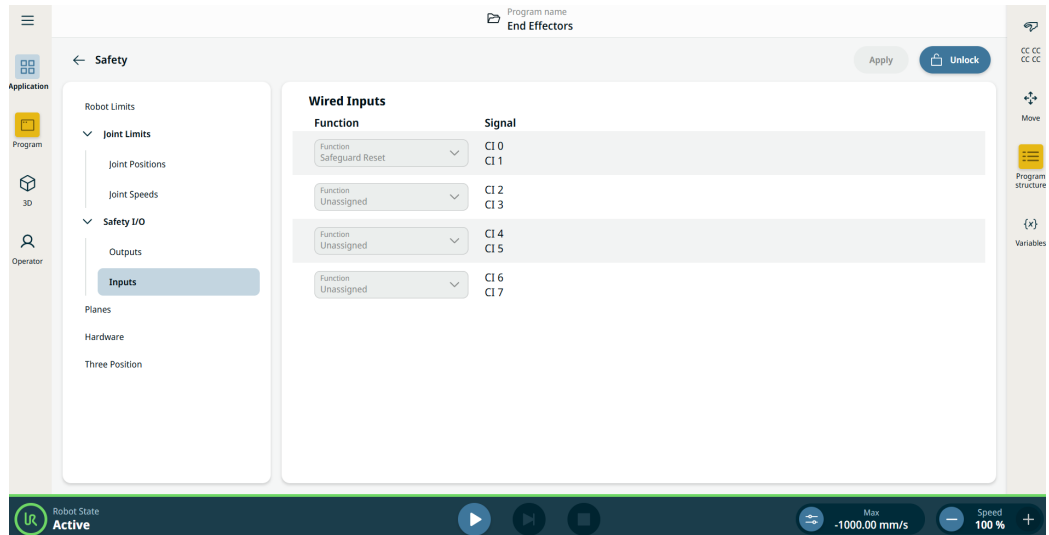 Program name
End Effectors
Application
Program
3D
Operator
Safety
Apply
Unlock
Robot Limits
Joint Limits
Joint Positions
Joint Speeds
Safety I/O
Outputs
Inputs
Planes
Hardware
Three Position
Wired Inputs
Function Signal
Function
Safeguard Reset
CI 0
CI 1
Function
Unassigned
CI 2
CI 3
Function
Unassigned
CI 4
CI 5
Function
Unassigned
CI 6
CI 7
CC CC
CC CC
Move
Program
structure
{x}
Variables
UR
Robot State
Active
Max
-1000.00 mm/s
Speed
100 %